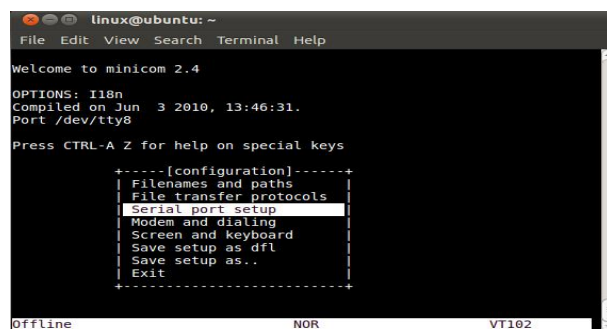 linux@ubuntu: ~
File Edit View Search Terminal Help
Welcome to minicom 2.4
OPTIONS: I18n
Compiled on Jun 3 2010, 13:46:31.
Port /dev/tty8
Press CTRL-A Z for help on special keys
+-----[configuration]------+
| Filenames and paths |
| File transfer protocols |
| Serial port setup |
| Modem and dialing |
| Screen and keyboard |
| Save setup as dfl |
| Save setup as.. |
| Exit |
+--------------------------+
Offline NOR VT102